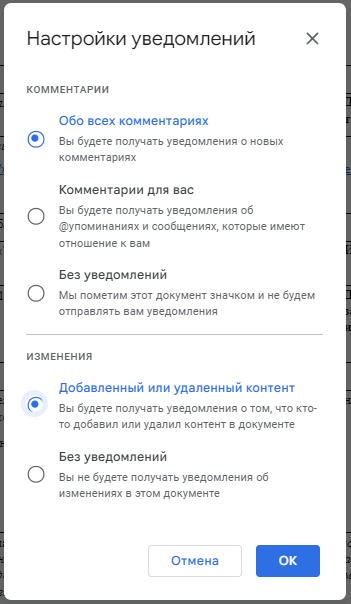 Настройки уведомлений
КОММЕНТАРИИ
Обо всех комментариях
Вы будете получать уведомления о новых
комментариях
Комментарии для вас
Вы будете получать уведомления об
@упоминаниях и сообщениях, которые имеют
отношение к вам
Без уведомлений
Мы пометим этот документ значком и не будем
отправлять вам уведомления
ИЗМЕНЕНИЯ
Добавленный или удаленный контент
Вы будете получать уведомления о том, что кто-
то добавил или удалил контент в документе
Без уведомлений
Вы не будете получать уведомления об
изменениях в этом документе
Отмена
ОК